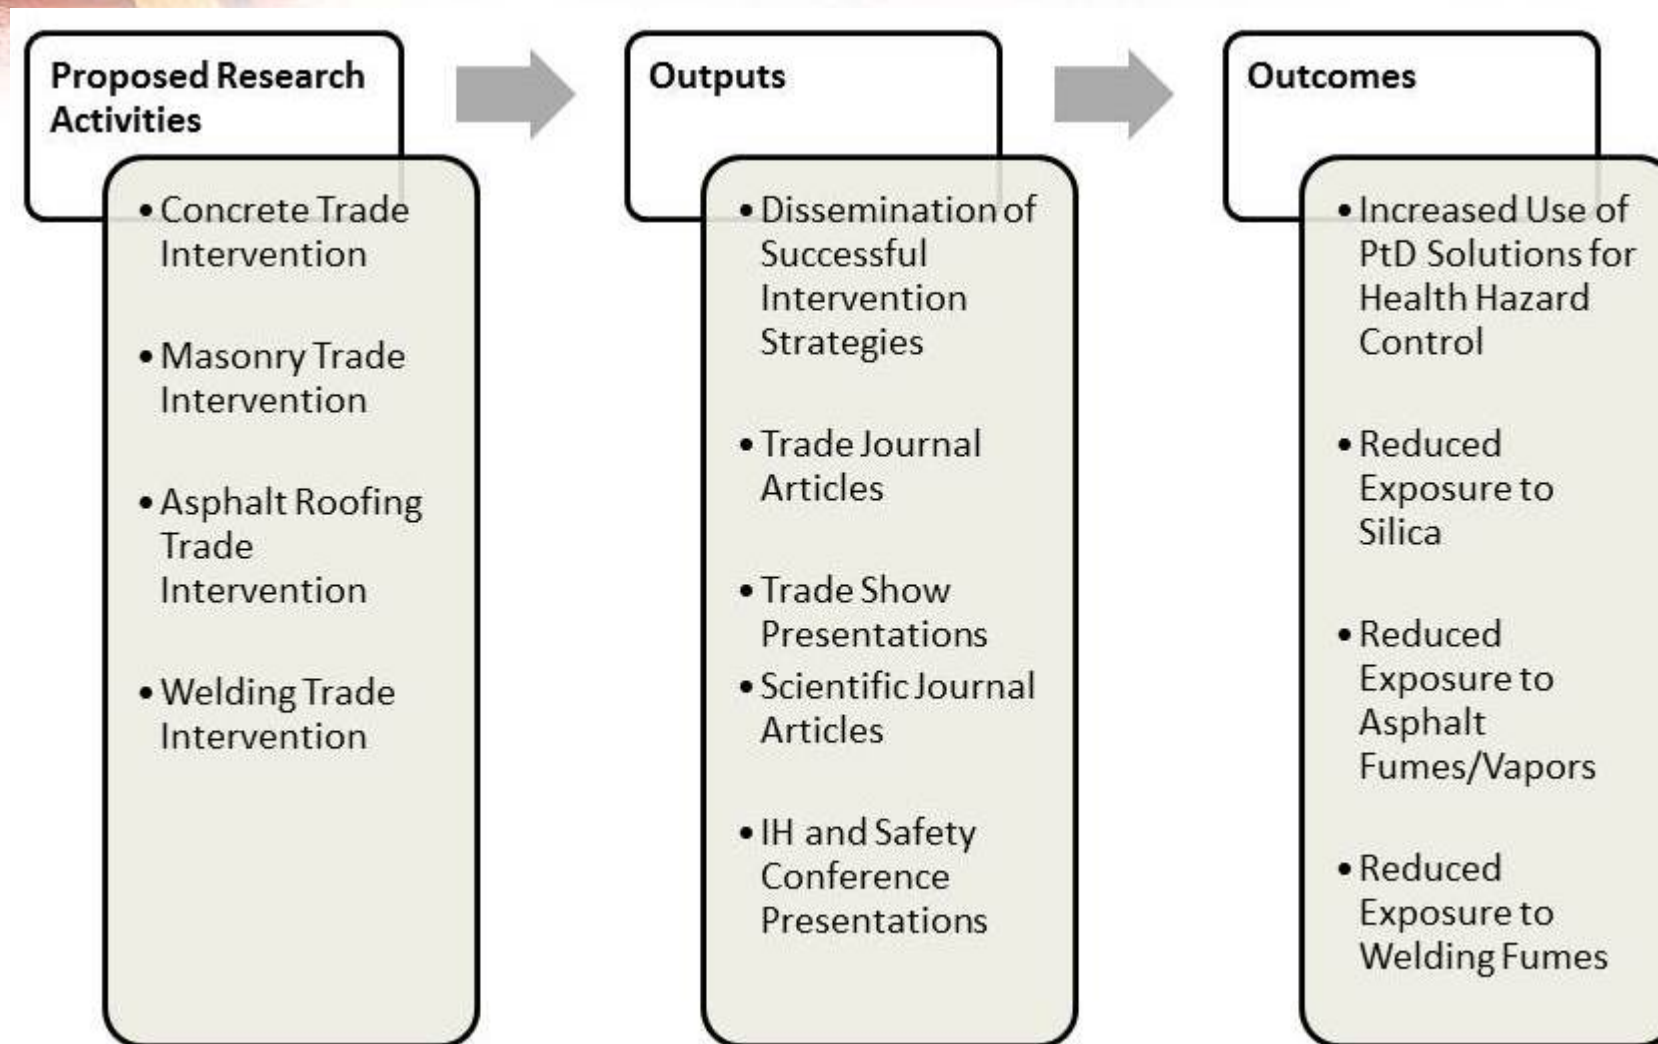 Proposed Research
Activities
• Concrete Trade
Intervention
• Masonry Trade
Intervention
• Asphalt Roofing
Trade
Intervention
• Welding Trade
Intervention
Outputs
• Dissemination of
Successful
Intervention
Strategies
• Trade Journal
Articles
• Trade Show
Presentations
• Scientific Journal
Articles
• IH and Safety
Conference
Presentations
Outcomes
• Increased Use of
PtD Solutions for
Health Hazard
Control
• Reduced
Exposure to
Silica
• Reduced
Exposure to
Asphalt
Fumes/Vapors
• Reduced
Exposure to
Welding Fumes